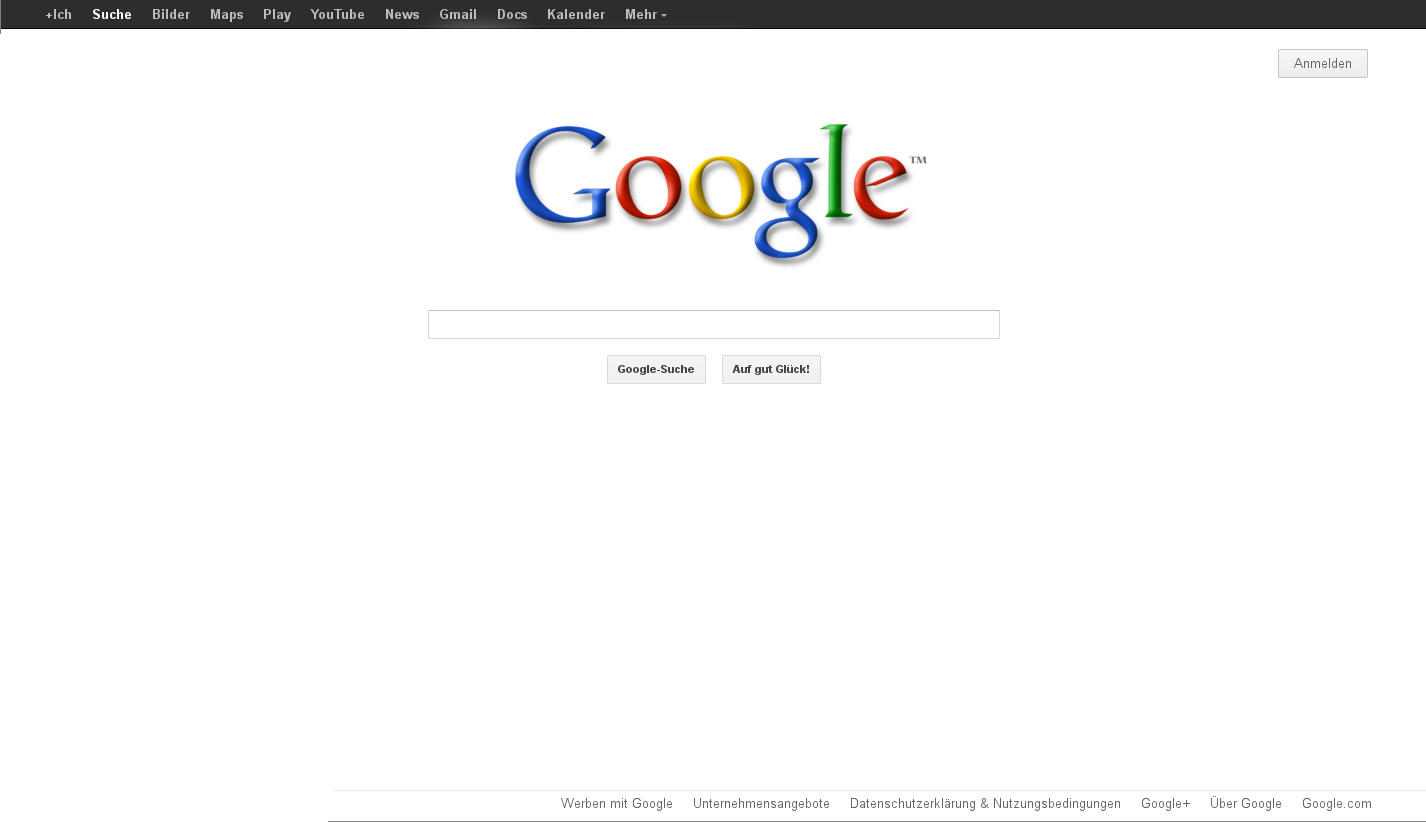 +Ich Suche Bilder Maps Play YouTube News Gmail Docs Kalender Mehr
Anmelden
Google™
Google-Suche Auf gut Glück!
Werben mit Google Unternehmensangebote Datenschutzerklärung & Nutzungsbedingungen Google+ Über Google Google.com